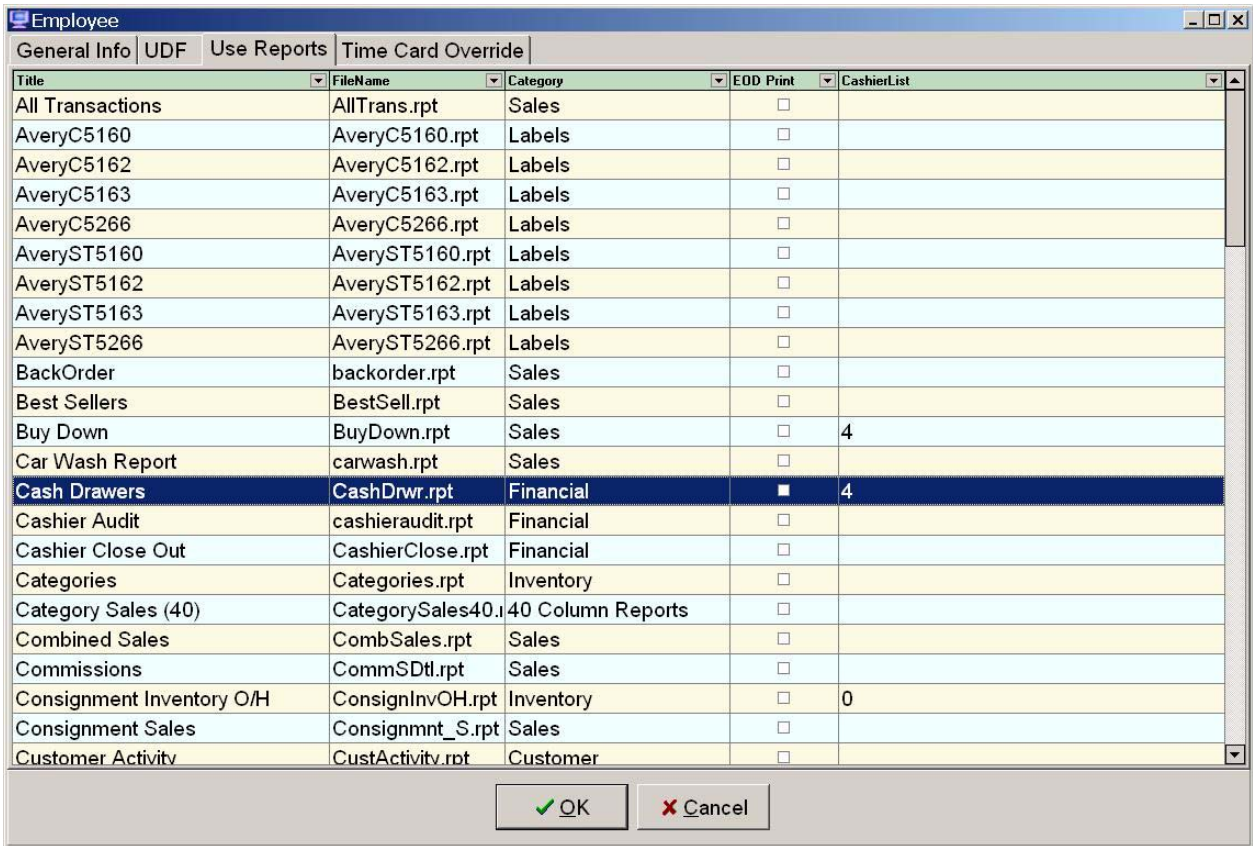 Employee
General Info UDF Use Reports Time Card Override
Title FileName Category EOD Print CashierList
All Transactions AllTrans.rpt Sales
AveryC5160 AveryC5160.rpt Labels
AveryC5162 AveryC5162.rpt Labels
AveryC5163 AveryC5163.rpt Labels
AveryC5266 AveryC5266.rpt Labels
AveryST5160 AveryST5160.rpt Labels
AveryST5162 AveryST5162.rpt Labels
AveryST5163 AveryST5163.rpt Labels
AveryST5266 AveryST5266.rpt Labels
BackOrder backorder.rpt Sales
Best Sellers BestSell.rpt Sales
Buy Down BuyDown.rpt Sales 4
Car Wash Report carwash.rpt Sales
Cash Drawers CashDrwr.rpt Financial 4
Cashier Audit cashieraudit.rpt Financial
Cashier Close Out CashierClose.rpt Financial
Categories Categories.rpt Inventory
Category Sales (40) CategorySales40.r 40 Column Reports
Combined Sales CombSales.rpt Sales
Commissions CommSDtl.rpt Sales
Consignment Inventory O/H ConsignInvOH.rpt Inventory 0
Consignment Sales Consignmnt_S.rpt Sales
Customer Activity CustActivity.rpt Customer
OK Cancel